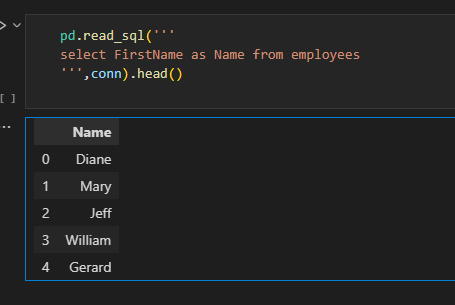 pd.read_sql('''
select FirstName as Name from employees
''',conn).head()
[ ]
...
Name
0 Diane
1 Mary
2 Jeff
3 William
4 Gerard